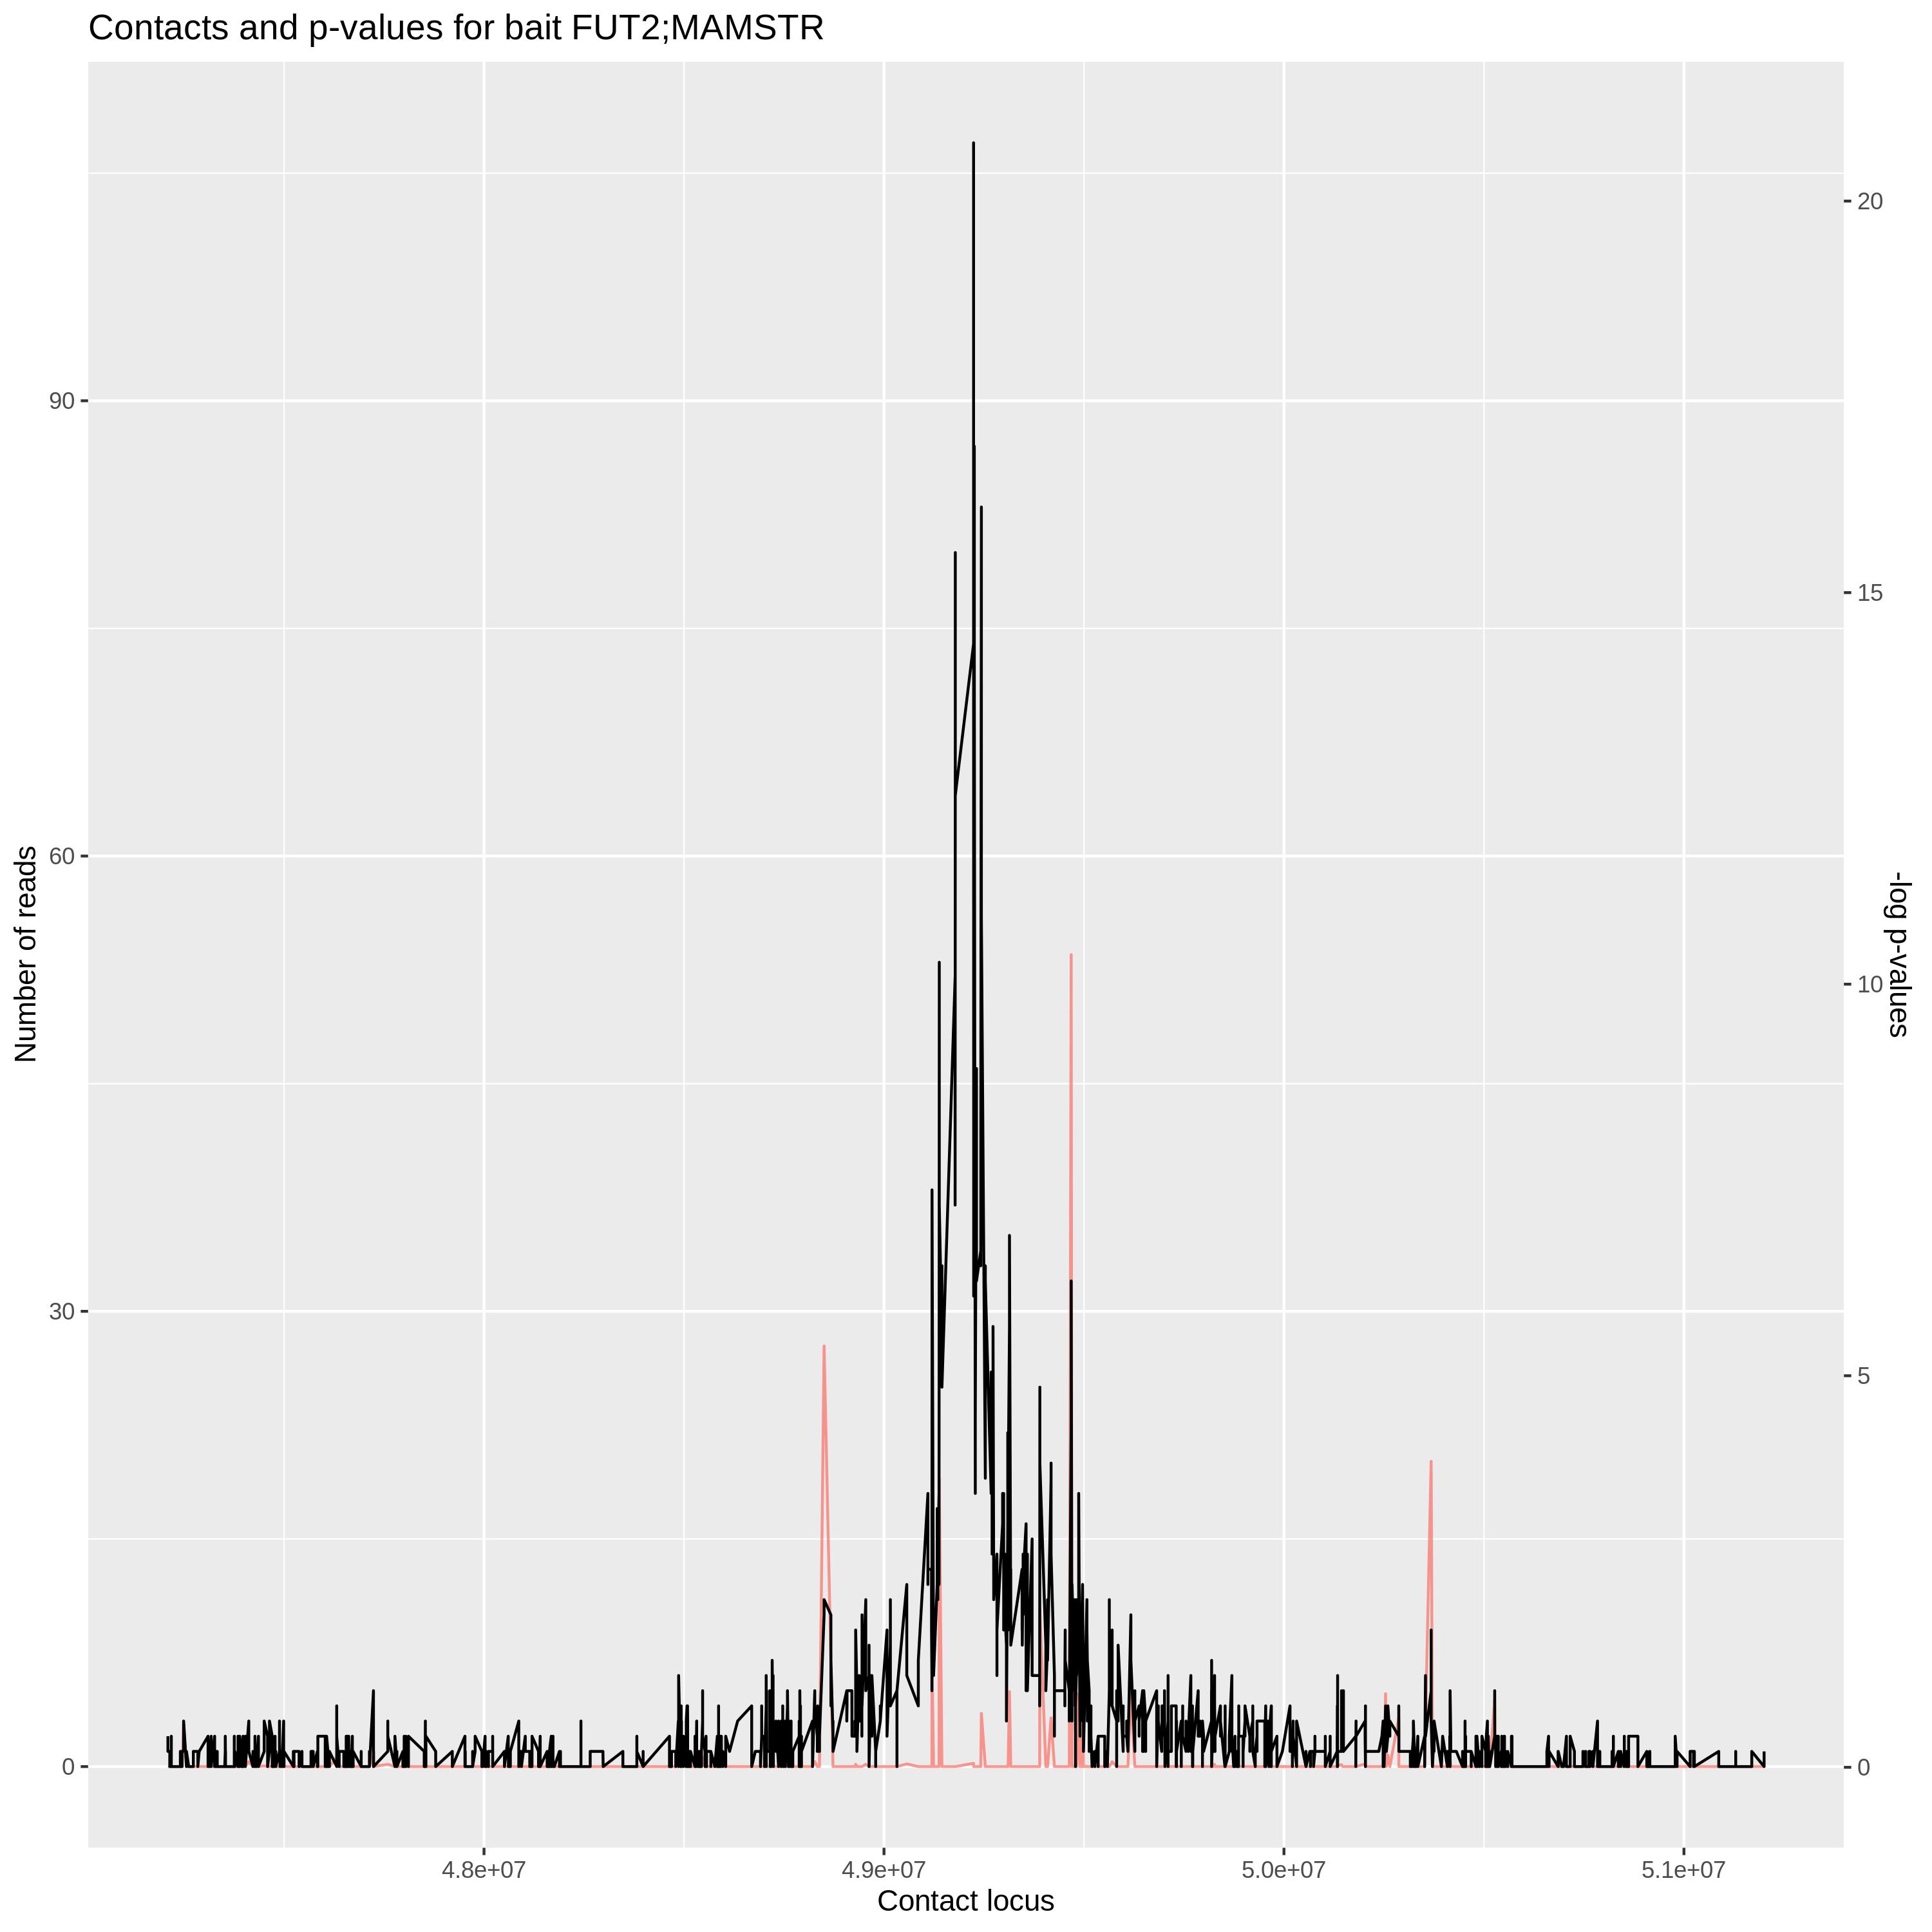 Contacts and p-values for bait FUT2;MAMSTR
Number of reads
90
60
30
0
20
15
10
5
0
-log p-values
4.8e+07
4.9e+07
5.0e+07
5.1e+07
Contact locus